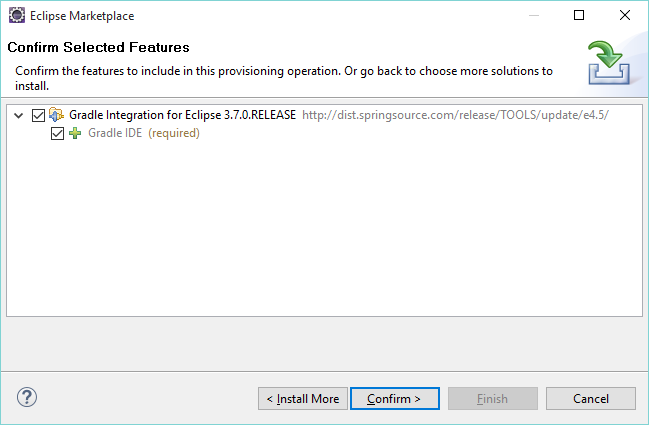 Eclipse Marketplace
Confirm Selected Features
Confirm the features to include in this provisioning operation. Or go back to choose more solutions to
install.
Gradle Integration for Eclipse 3.7.0.RELEASE http://dist.springsource.com/release/TOOLS/update/e4.5/
Gradle IDE (required)
?
< Install More Confirm > Finish Cancel